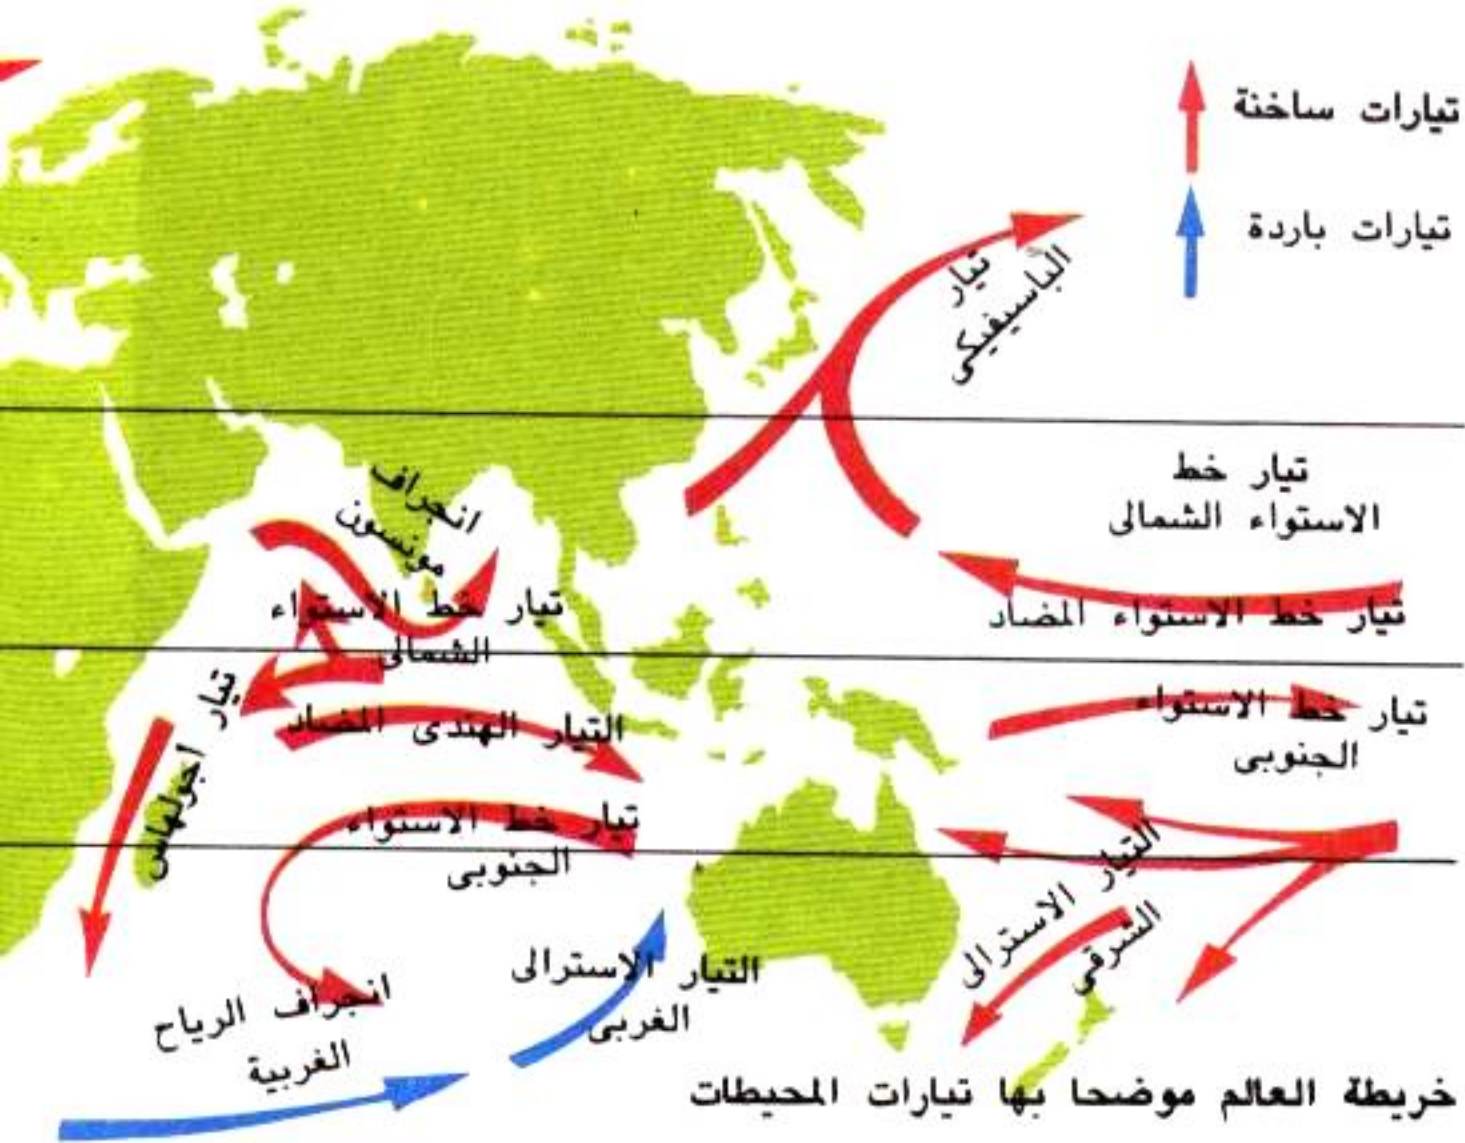 تيارات ساخنة
تيارات باردة
تيار
الباسيفيكى
تيار خط
الاستواء الشمالى
تيار خط الاستواء المضاد
تيار خط الاستواء
الجنوبى
انجراف
مونسون
تيار خط الاستواء
الشمالى
التيار الهندى المضاد
تيار اجولهاس
تيار خط الاستواء
الجنوبى
التيار الاسترالى
الشرقي
التيار الاسترالى
الغربى
انجراف الرياح
الغربية
خريطة العالم موضحا بها تيارات المحيطات